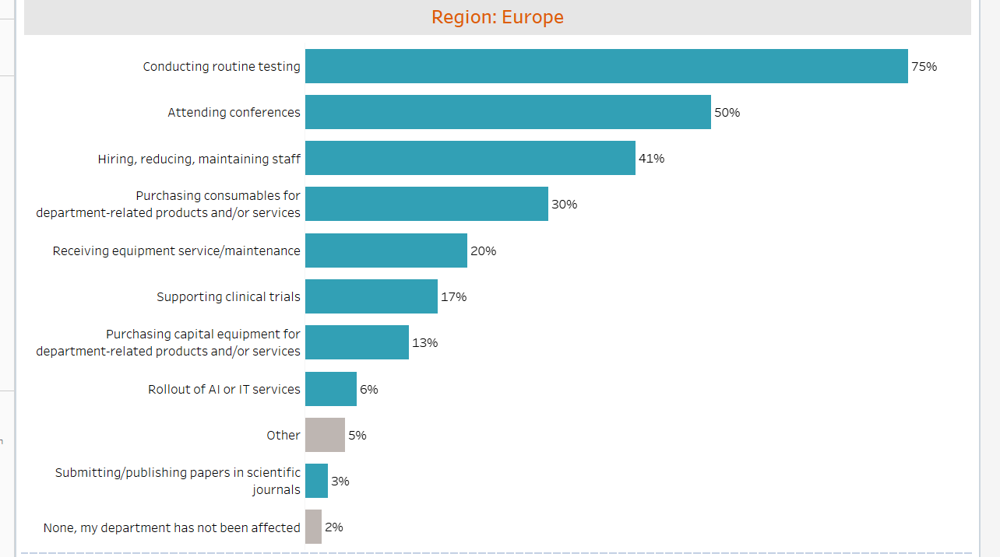 Region: Europe
Conducting routine testing
75%
Attending conferences
50%
Hiring, reducing, maintaining staff
41%
Purchasing consumables for
department-related products and/or services
30%
Receiving equipment service/maintenance
20%
Supporting clinical trials
17%
Purchasing capital equipment for
department-related products and/or services
13%
Rollout of AI or IT services
6%
Other
5%
Submitting/publishing papers in scientific
journals
3%
None, my department has not been affected
2%